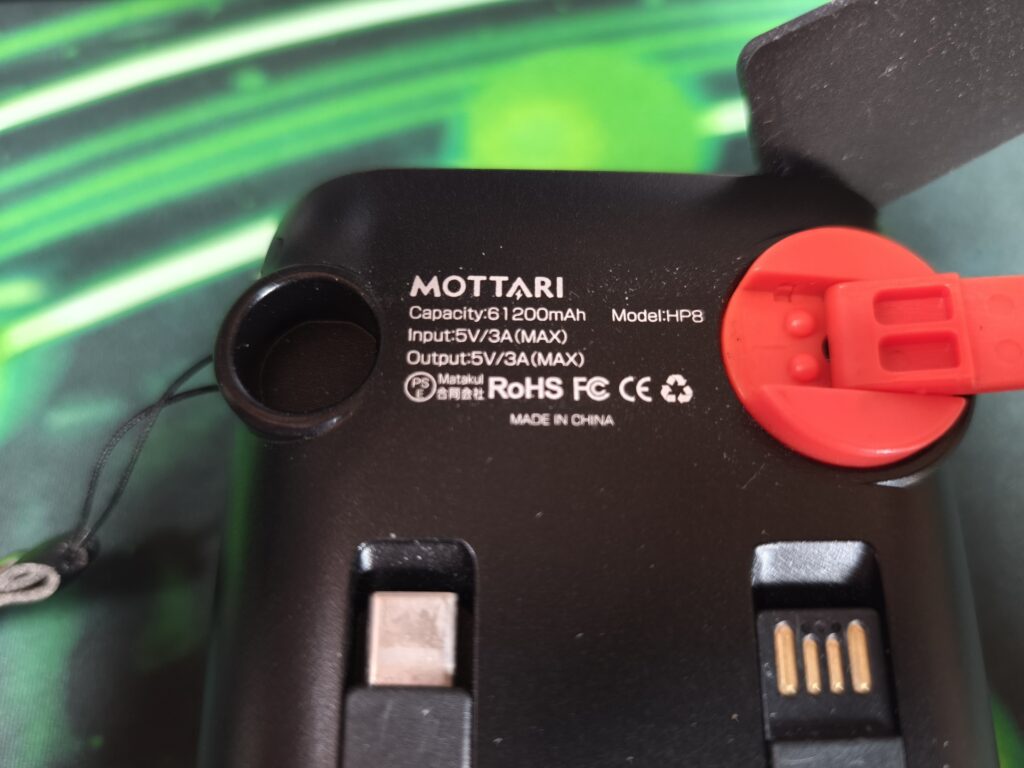 MOTTARI
Capacity:61200mAh Model:HP8
Input:5V/3A(MAX)
Output:5V/3A(MAX)
PS E Matakul 合同会社 RoHS FC CE
MADE IN CHINA